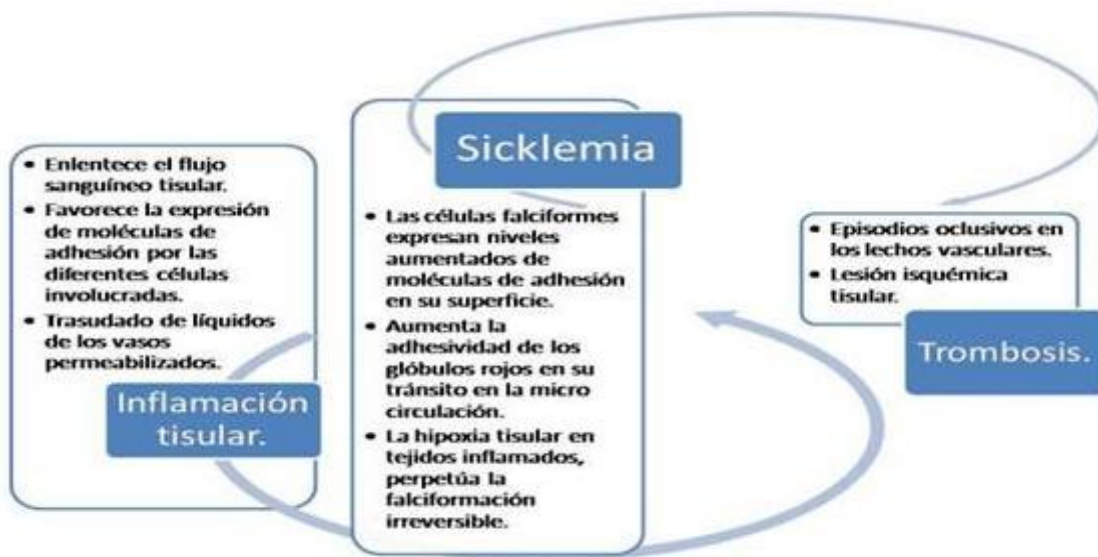 • Enlentece el flujo
sanguíneo tisular.
• Favorece la expresión
de moléculas de
adhesión por las
diferentes células
involucradas.
• Trasudado de líquidos
de los vasos
permeabilizados.
Inflamación
tisular.
Sicklemia
• Las células falciformes
expresan niveles
aumentados de
moléculas de adhesión
en su superficie.
• Aumenta la
adhesividad de los
glóbulos rojos en su
tránsito en la micro
circulación.
• La hipoxia tisular en
tejidos inflamados,
perpetúa la
falciformación
irreversible.
• Episodios oclusivos en
los lechos vasculares.
• Lesión isquémica
tisular.
Trombosis.